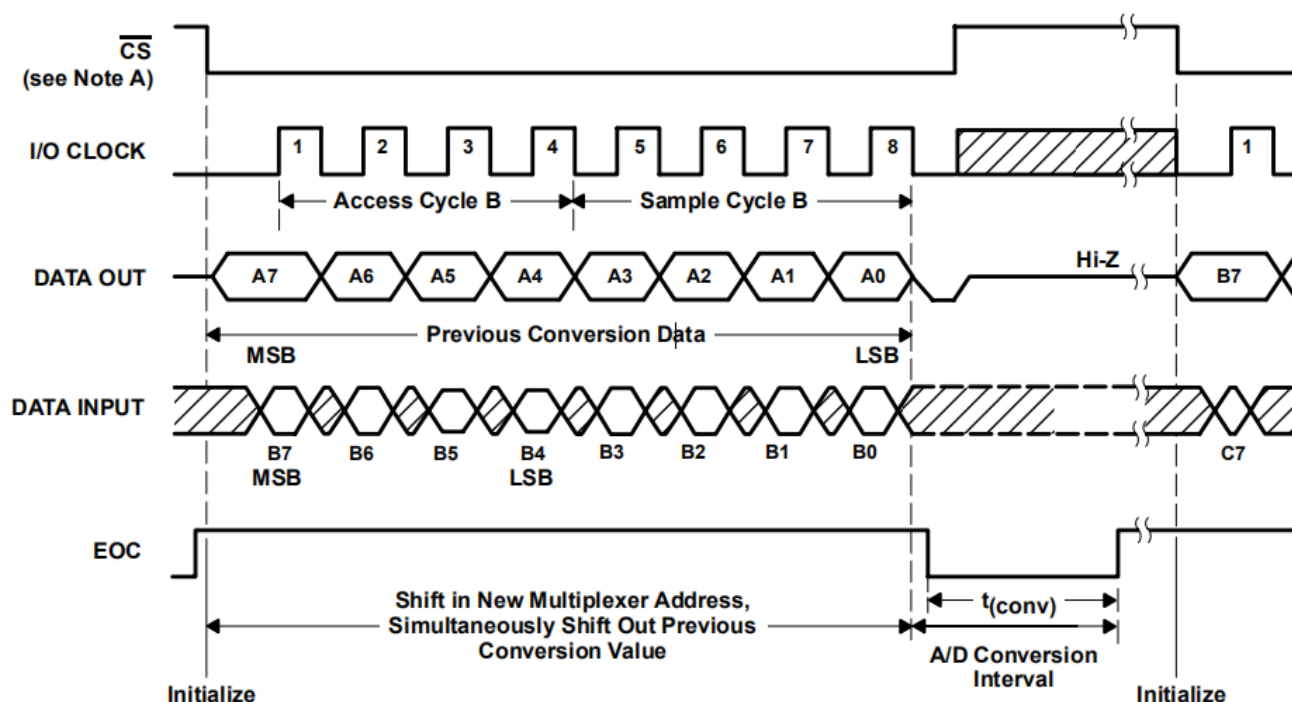 CS
(see Note A)
I/O CLOCK
1 2 3 4 5 6 7 8 1
Access Cycle B Sample Cycle B
Hi-Z
DATA OUT
A7 A6 A5 A4 A3 A2 A1 A0 B7
Previous Conversion Data
MSB LSB
DATA INPUT
B7 B6 B5 B4 B3 B2 B1 B0 C7
MSB LSB
EOC
Shift in New Multiplexer Address,
Simultaneously Shift Out Previous
Conversion Value
t(conv)
A/D Conversion
Interval
Initialize Initialize